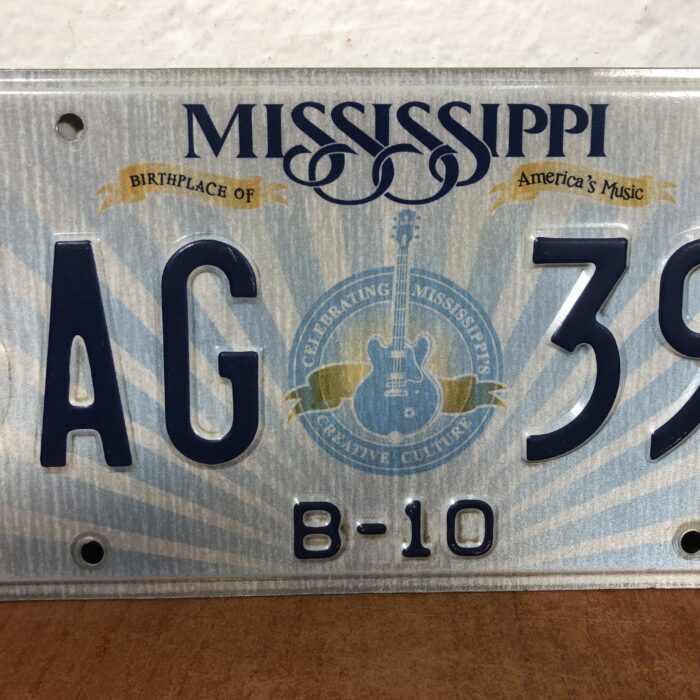 MISSISSIPPI
BIRTHPLACE OF America's Music
CELEBRATING MISSISSIPPI'S
AG 39
CREATIVE CULTURE
B-10